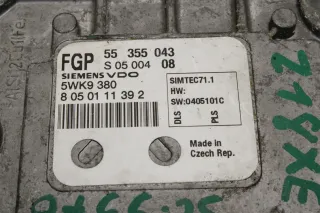 FGP 55 355 043
S 05 004 08
SIEMENS VDO
5WK9 380
8 05 01 11 39 2
SIMTEC71.1
HW:
SW:0405101C
DLS
PLS
Made in
Czech Rep.
Z18XE